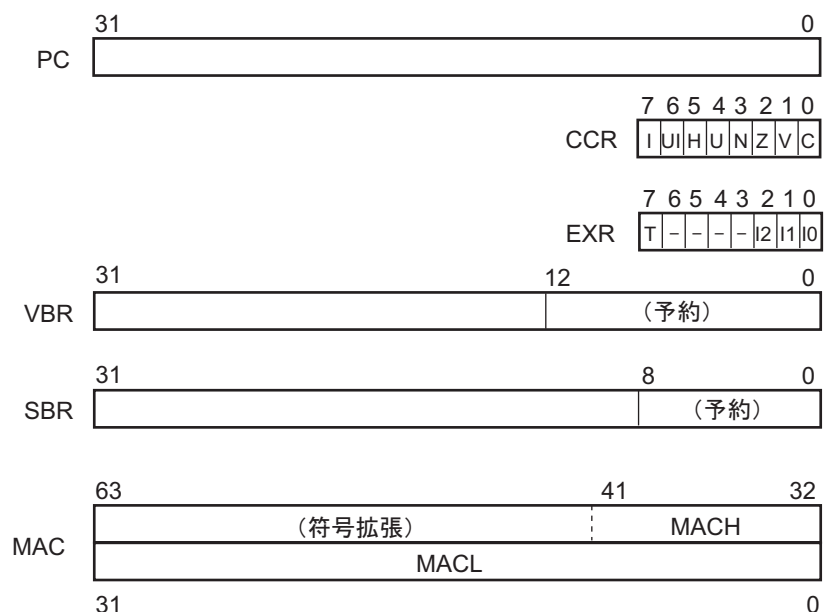 31 0
PC
7 6 5 4 3 2 1 0
CCR I UI H U N Z V C
7 6 5 4 3 2 1 0
EXR T - - - - I2 I1 I0
31 12 0
VBR (予約)
31 8 0
SBR (予約)
63 41 32
(符号拡張) MACH
MAC
MACL
31 0